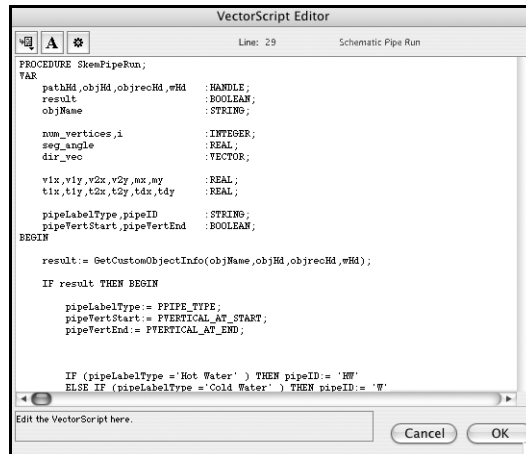 VectorScript Editor
A
Line: 29
Schematic Pipe Run
PROCEDURE SkemPipeRun;
VAR
pathHd,objHd,objrecHd,wHd :HANDLE;
result :BOOLEAN;
objName :STRING;
num_vertices,i :INTEGER;
seg_angle :REAL;
dir_vec :VECTOR;
v1x,v1y,v2x,v2y,mx,my :REAL;
t1x,t1y,t2x,t2y,tdx,tdy :REAL;
pipeLabelType,pipeID :STRING;
pipeVertStart,pipeVertEnd :BOOLEAN;
BEGIN
result:= GetCustomObjectInfo(objName,objHd,objrecHd,wHd);
IF result THEN BEGIN
pipeLabelType:= PPIPE_TYPE;
pipeVertStart:= PVERTICAL_AT_START;
pipeVertEnd:= PVERTICAL_AT_END;
IF (pipeLabelType ='Hot Water' ) THEN pipeID:= 'HW'
ELSE IF (pipeLabelType ='Cold Water' ) THEN pipeID:= 'W'
Edit the VectorScript here.
Cancel
OK